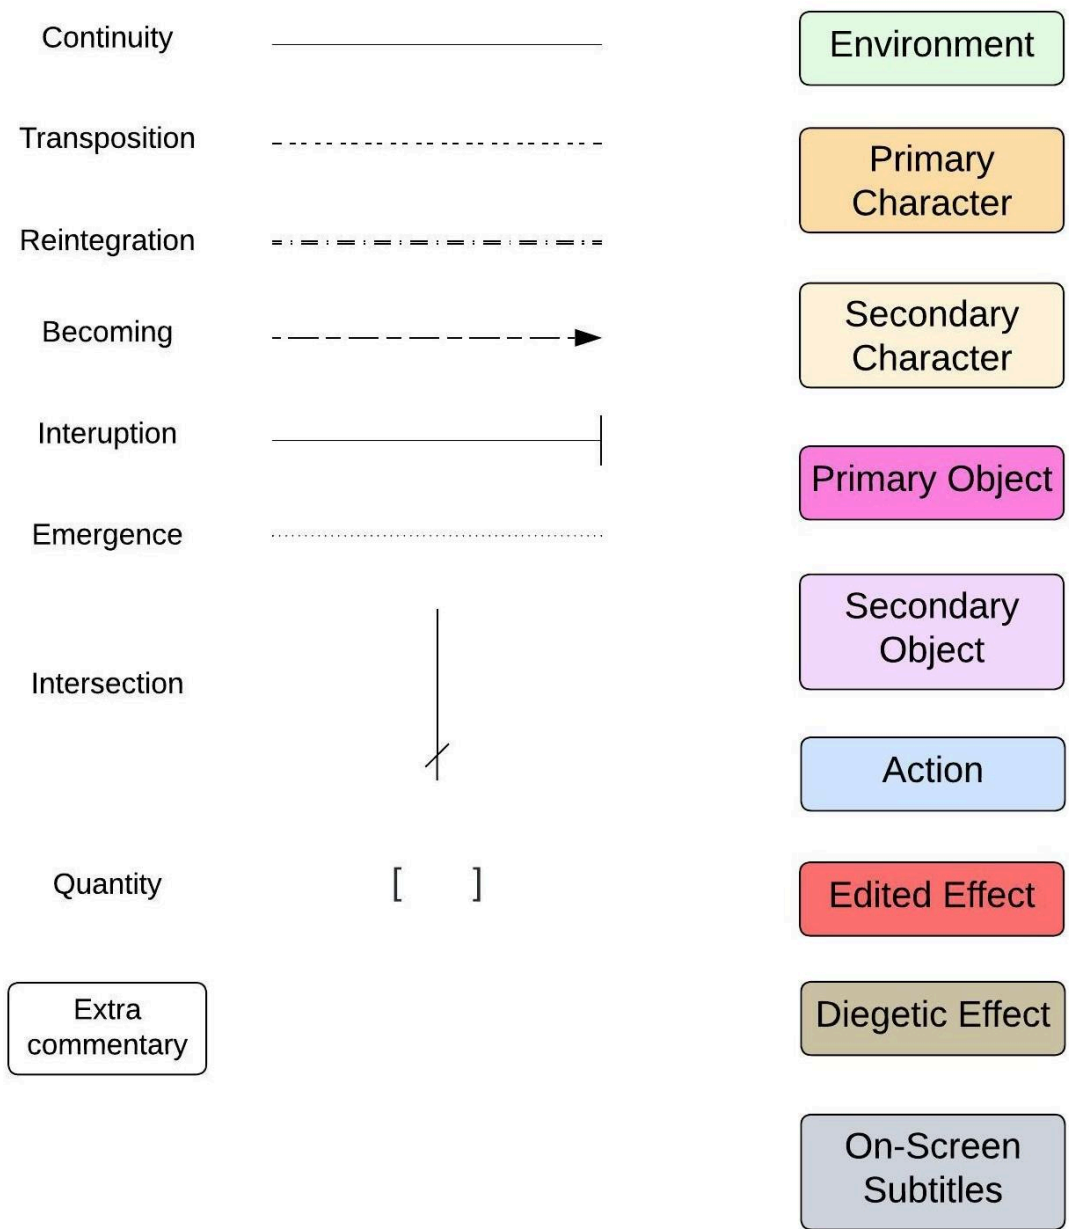 Continuity
Transposition
Reintegration
Becoming
Interuption
Emergence
Intersection
Quantity
[ ]
Extra
commentary
Environment
Primary
Character
Secondary
Character
Primary Object
Secondary
Object
Action
Edited Effect
Diegetic Effect
On-Screen
Subtitles